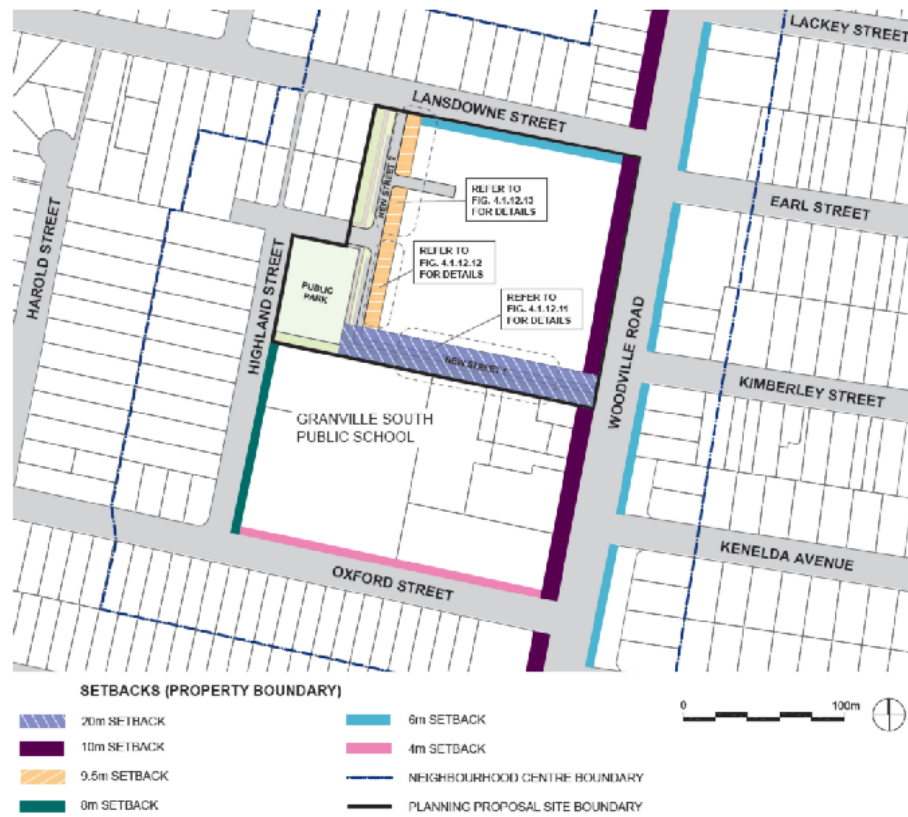 LACKEY STREET
LANSDOWNE STREET
NEW STREET 2
REFER TO
FIG. 4.1.12.13
FOR DETAILS
EARL STREET
HAROLD STREET
HIGHLAND STREET
REFER TO
FIG. 4.1.12.12
FOR DETAILS
PUBLIC
PARK
REFER TO
FIG. 4.1.12.11
FOR DETAILS
WOODVILLE ROAD
NEW STREET 1
KIMBERLEY STREET
GRANVILLE SOUTH
PUBLIC SCHOOL
KENELDA AVENUE
OXFORD STREET
SETBACKS (PROPERTY BOUNDARY)
20m SETBACK
10m SETBACK
9.5m SETBACK
8m SETBACK
6m SETBACK
4m SETBACK
NEIGHBOURHOOD CENTRE BOUNDARY
PLANNING PROPOSAL SITE BOUNDARY
0 100m